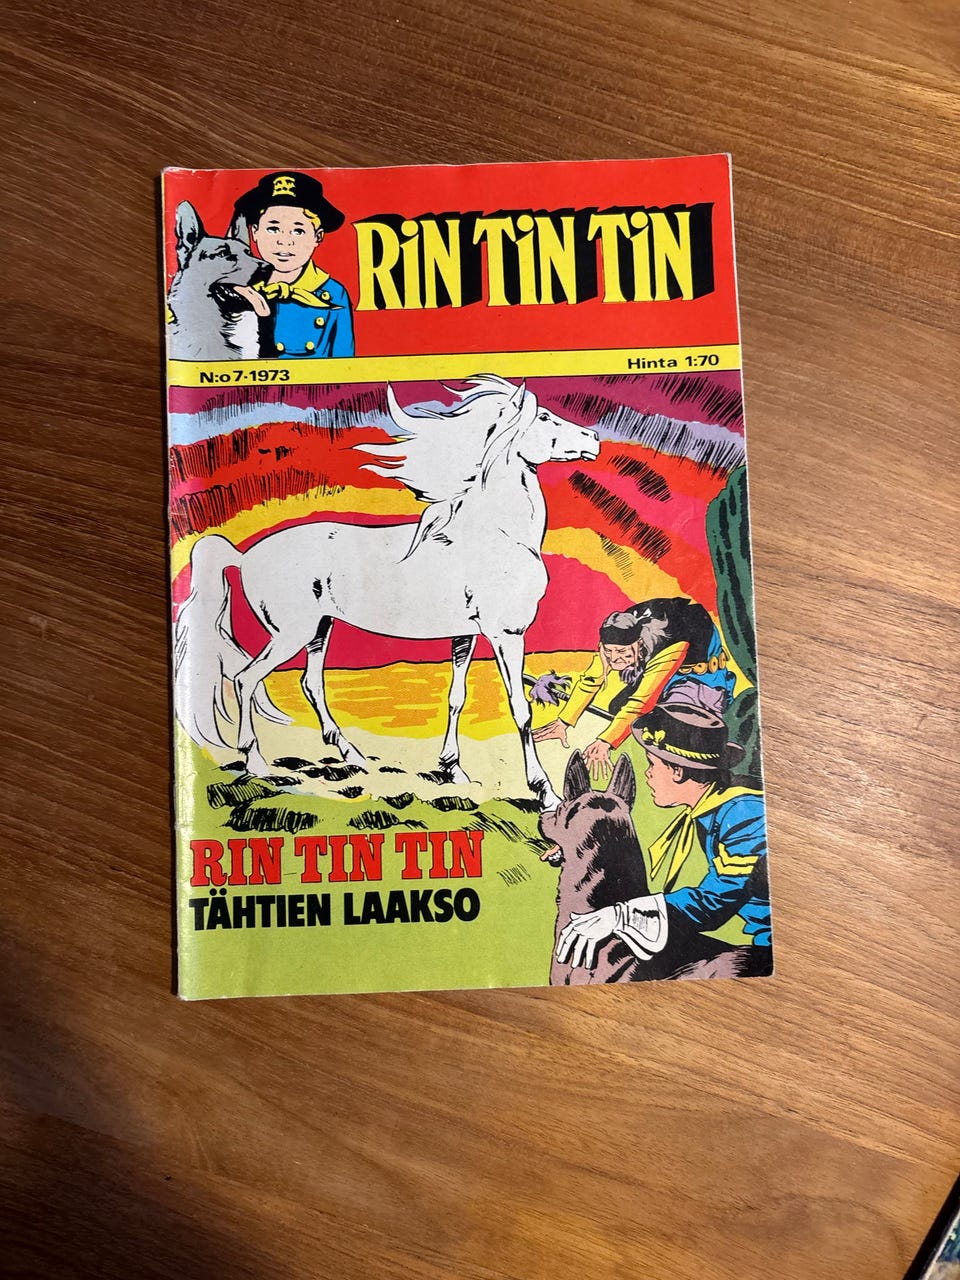 RiN TiN TiN
N:o 7-1973
Hinta 1:70
RIN TIN TIN
TÄHTIEN LAAKSO